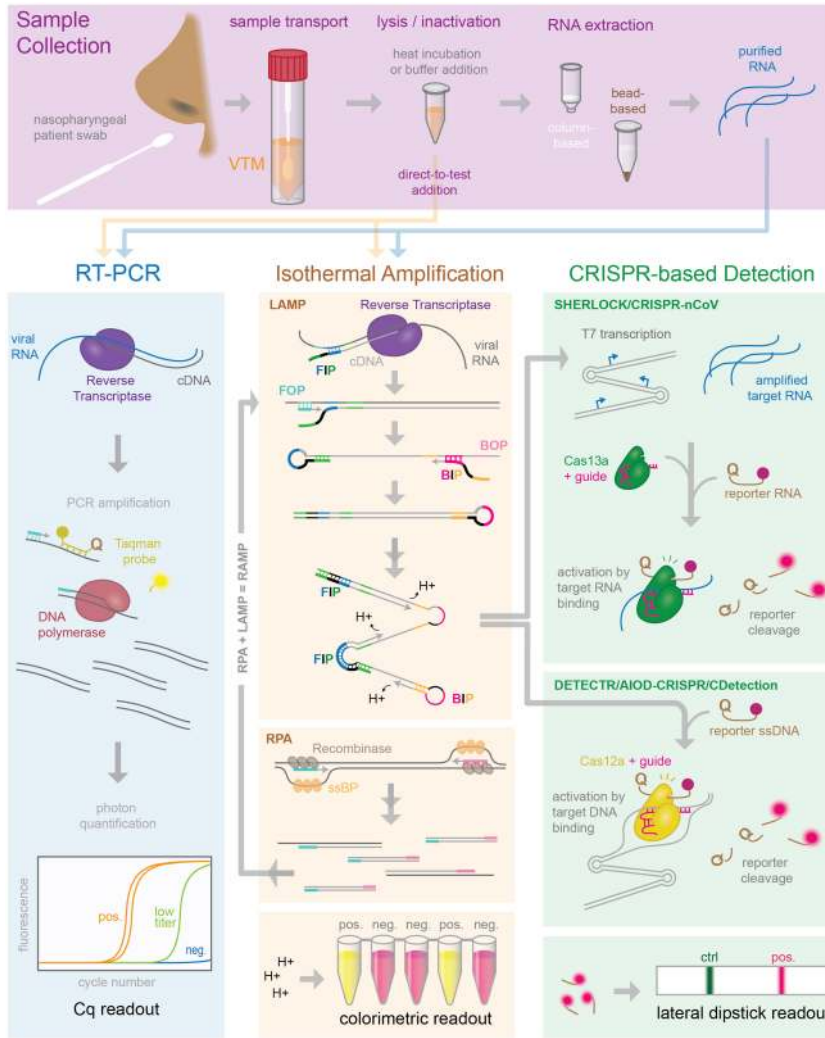 Sample
Collection
nasopharyngeal
patient swab
sample transport
VTM
lysis / inactivation
heat incubation
or buffer addition
direct-to-test
addition
RNA extraction
column-
based
bead-
based
purified
RNA
RT-PCR
viral
RNA
Reverse
Transcriptase
cDNA
PCR amplification
Taqman
probe
Q
DNA
polymerase
photon
quantification
fluorescence
pos.
low
titer
neg.
cycle number
Cq readout
RPA + LAMP = RAMP
Isothermal Amplification
LAMP
Reverse Transcriptase
cDNA
viral
RNA
FIP
FOP
BOP
BIP
FIP
H+
H+
FIP
H+
BIP
RPA
Recombinase
ssBP
H+
H+
H+
pos.
neg.
neg.
pos.
neg.
colorimetric readout
CRISPR-based Detection
SHERLOCK/CRISPR-nCoV
T7 transcription
amplified
target RNA
Cas13a
+ guide
Q
reporter RNA
activation by
target RNA
binding
Q
Q
Q
reporter
cleavage
DETECTR/AIOD-CRISPR/CDetection
Q
reporter ssDNA
Cas12a + guide
Q
activation by
target DNA
binding
Q
Q
reporter
cleavage
ctrl
pos.
lateral dipstick readout